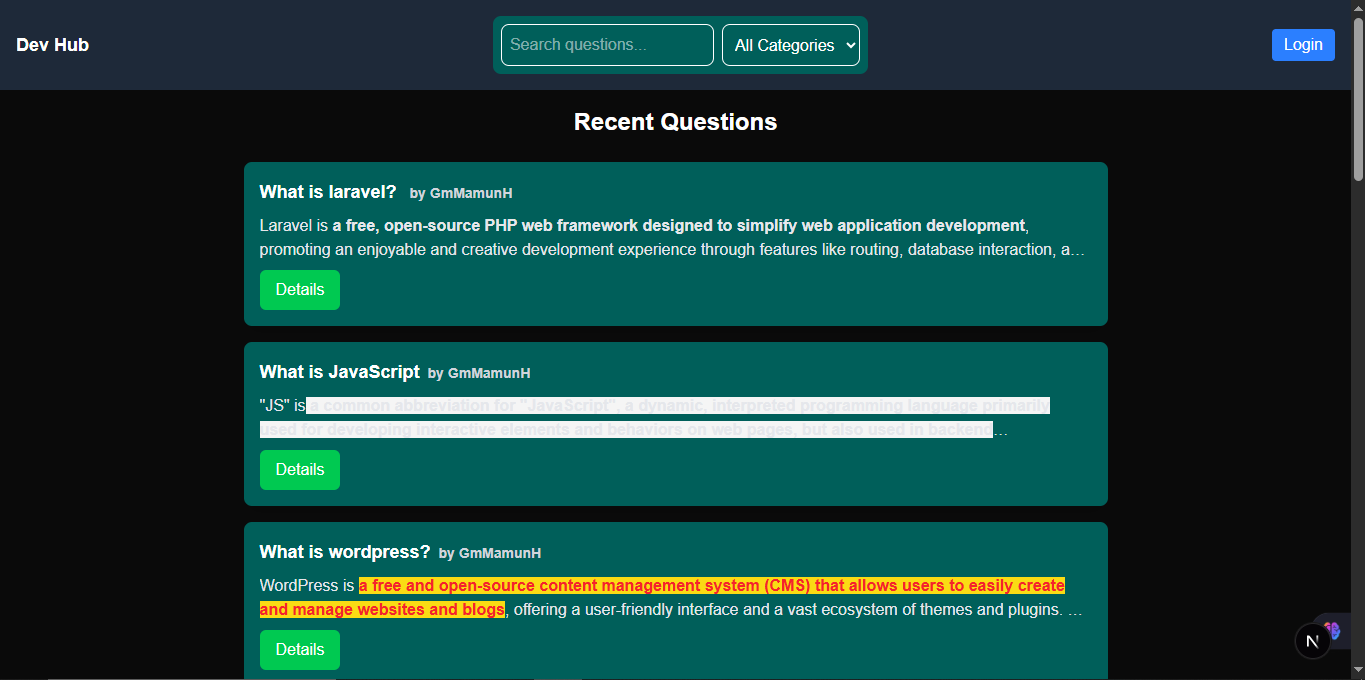 Dev Hub
Search questions...
All Categories
Login
Recent Questions
What is laravel? by GmMamunH
Laravel is a free, open-source PHP web framework designed to simplify web application development,
promoting an enjoyable and creative development experience through features like routing, database interaction, a...
Details
What is JavaScript by GmMamunH
"JS" is a common abbreviation for "JavaScript", a dynamic, interpreted programming language primarily
used for developing interactive elements and behaviors on web pages, but also used in backend...
Details
What is wordpress? by GmMamunH
WordPress is a free and open-source content management system (CMS) that allows users to easily create
and manage websites and blogs, offering a user-friendly interface and a vast ecosystem of themes and plugins. ...
Details
N